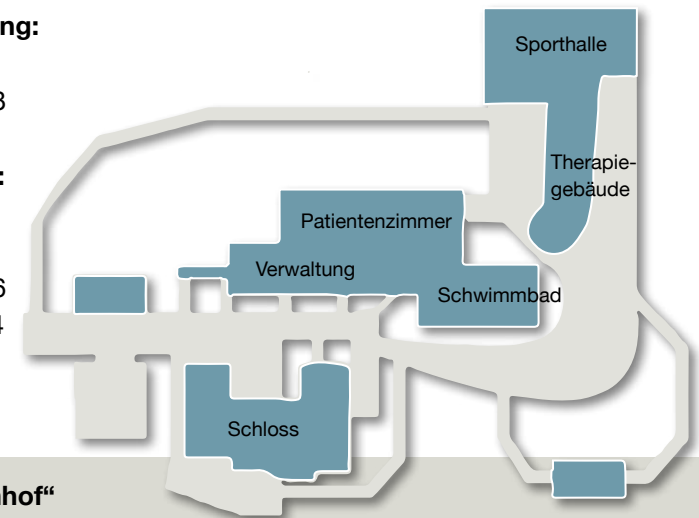 ng:
Sporthalle
3
Therapie-
gebäude
:
Patientenzimmer
Verwaltung
6
Schwimmbad
4
Schloss
hof“